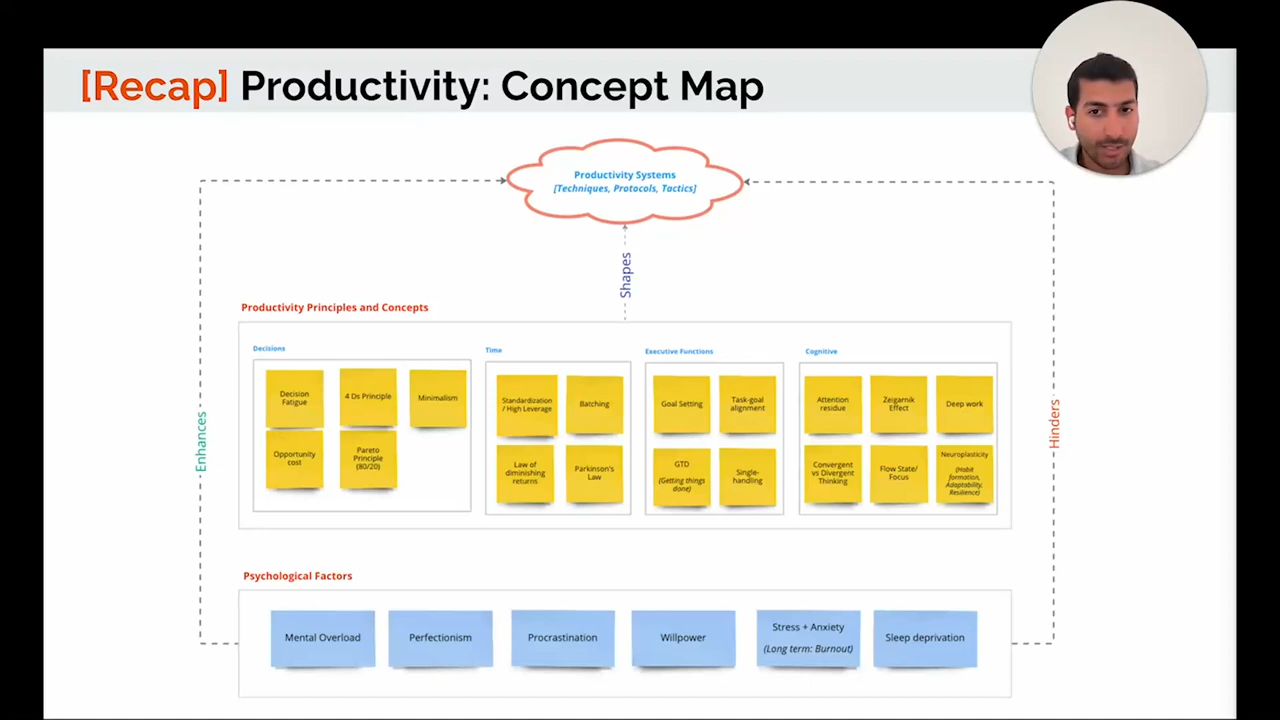 [Recap] Productivity: Concept Map
Productivity Systems
[Techniques, Protocols, Tactics]
Shapes
Enhances
Hinders
Productivity Principles and Concepts
Decisions
Decision
Fatigue
4 Ds Principle
Minimalism
Opportunity
cost
Pareto
Principle
(80/20)
Time
Standardization
/ High Leverage
Batching
Law of
diminishing
returns
Parkinson's
Law
Executive Functions
Goal Setting
Task-goal
alignment
GTD
(Getting things
done)
Single-
handling
Cognitive
Attention
residue
Zeigarnik
Effect
Deep work
Convergent
vs Divergent
Thinking
Flow State/
Focus
Neuroplasticity
(Habit
formation,
Adaptability,
Resilience)
Psychological Factors
Mental Overload
Perfectionism
Procrastination
Willpower
Stress + Anxiety
(Long term: Burnout)
Sleep deprivation